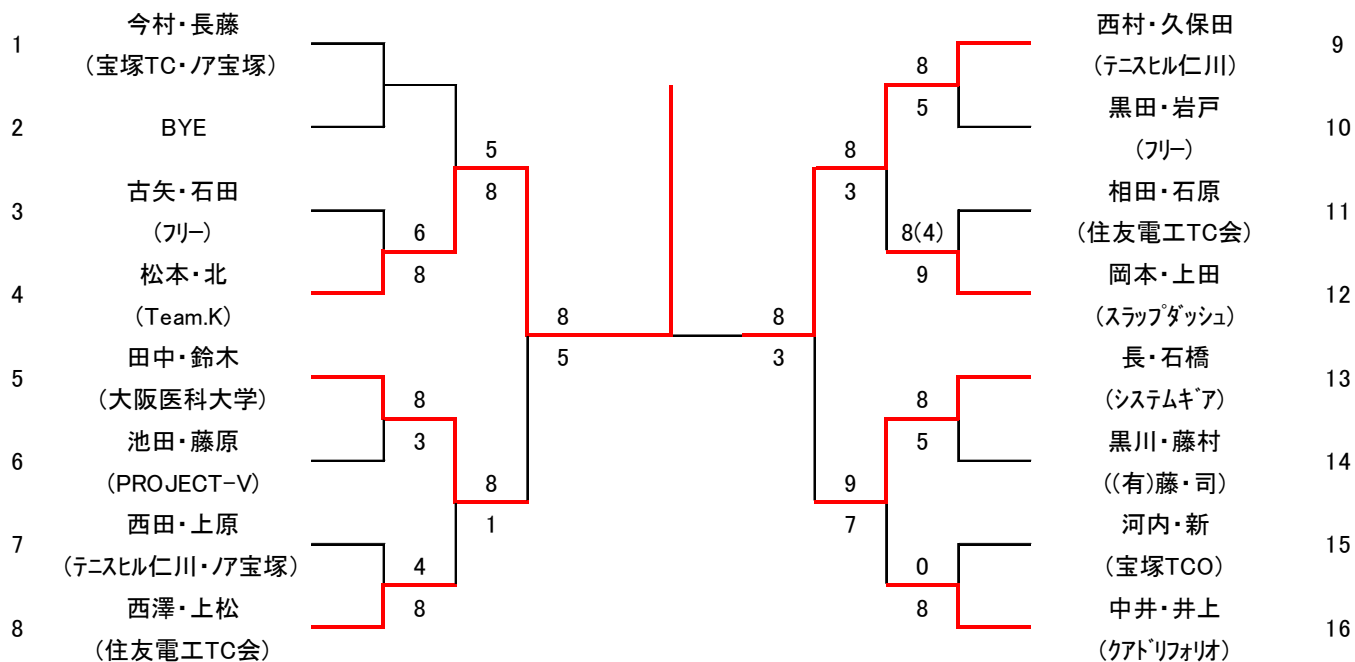 1
今村・長藤
(宝塚TC・ﾉｱ宝塚)
2
BYE
3
古矢・石田
(ﾌﾘｰ)
4
松本・北
(Team.K)
5
田中・鈴木
(大阪医科大学)
6
池田・藤原
(PROJECT-V)
7
西田・上原
(ﾃﾆｽﾋﾙ仁川・ﾉｱ宝塚)
8
西澤・上松
(住友電工TC会)
6
8
8
3
4
8
5
8
8
1
8
5
8
3
8
3
9
7
8
5
8(4)
9
8
5
0
8
西村・久保田
(ﾃﾆｽﾋﾙ仁川)
9
黒田・岩戸
(ﾌﾘｰ)
10
相田・石原
(住友電工TC会)
11
岡本・上田
(ｽﾗｯﾌﾟﾀﾞｯｼｭ)
12
長・石橋
(ｼｽﾃﾑｷﾞｱ)
13
黒川・藤村
((有)藤・司)
14
河内・新
(宝塚TCO)
15
中井・井上
(ｸｱﾄﾞﾘﾌｫﾘｵ)
16